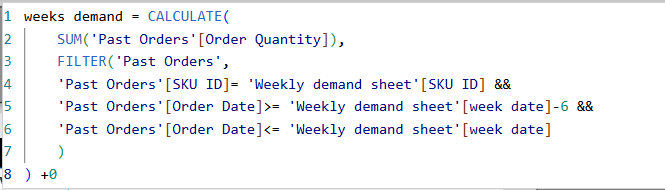 1 weeks demand = CALCULATE(
2 SUM('Past Orders'[Order Quantity]),
3 FILTER('Past Orders',
4 'Past Orders'[SKU ID]= 'Weekly demand sheet'[SKU ID] &&
5 'Past Orders'[Order Date]>= 'Weekly demand sheet'[week date]-6 &&
6 'Past Orders'[Order Date]<= 'Weekly demand sheet'[week date]
7 )
8 ) +0